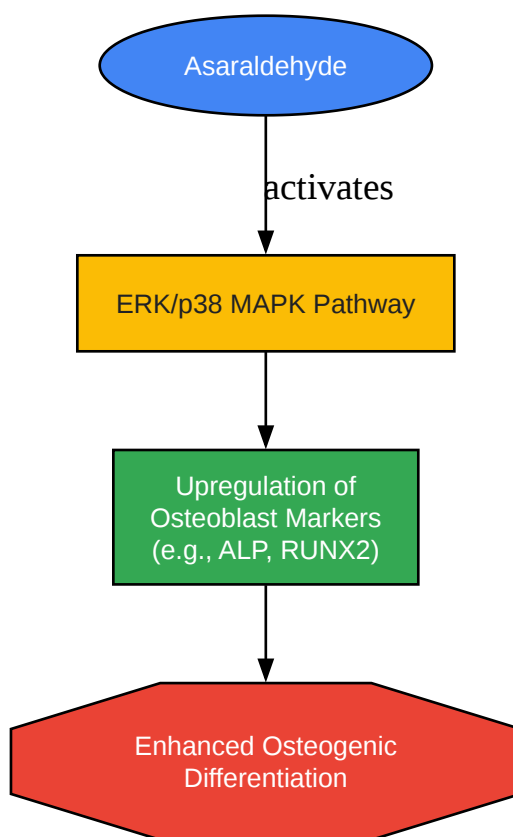 Asaraldehyde
activates
ERK/p38 MAPK Pathway
Upregulation of
Osteoblast Markers
(e.g., ALP, RUNX2)
Enhanced Osteogenic
Differentiation